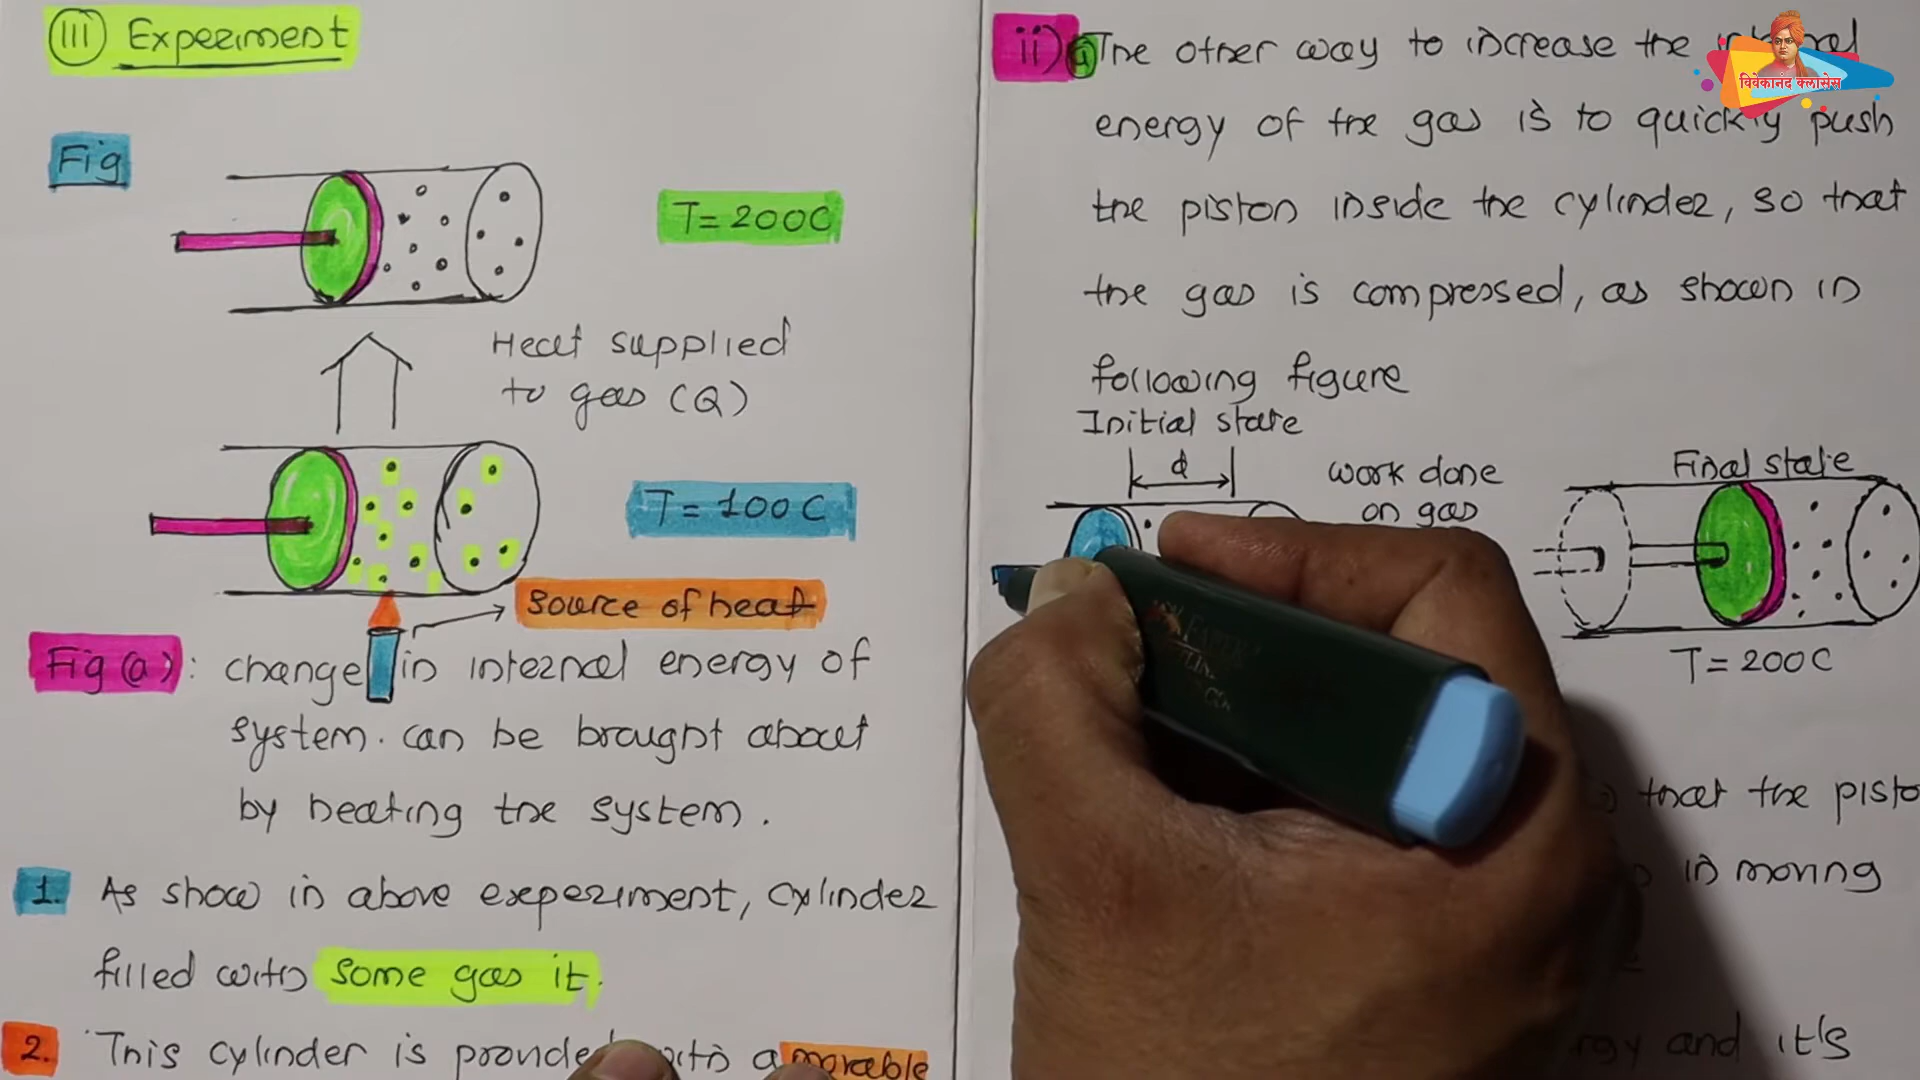 III Experiment
Fig
T = 200C
Heat supplied
to gas (Q)
T = 100 C
Source of heat
Fig (a) : change in internal energy of
system. can be brought about
by heating the system.
1. As show in above experiment, cylinder
filled with some gas it.
2. This cylinder is a movable
ii) a The other way to increase the
energy of the gas is to quickly push
the piston inside the cylinder, so that
the gas is compressed, as shown in
following figure
Initial state
d
work done
on gas
Final state
T = 200C
that the pisto
in moving
and it's
विवेकानंद क्लासेस